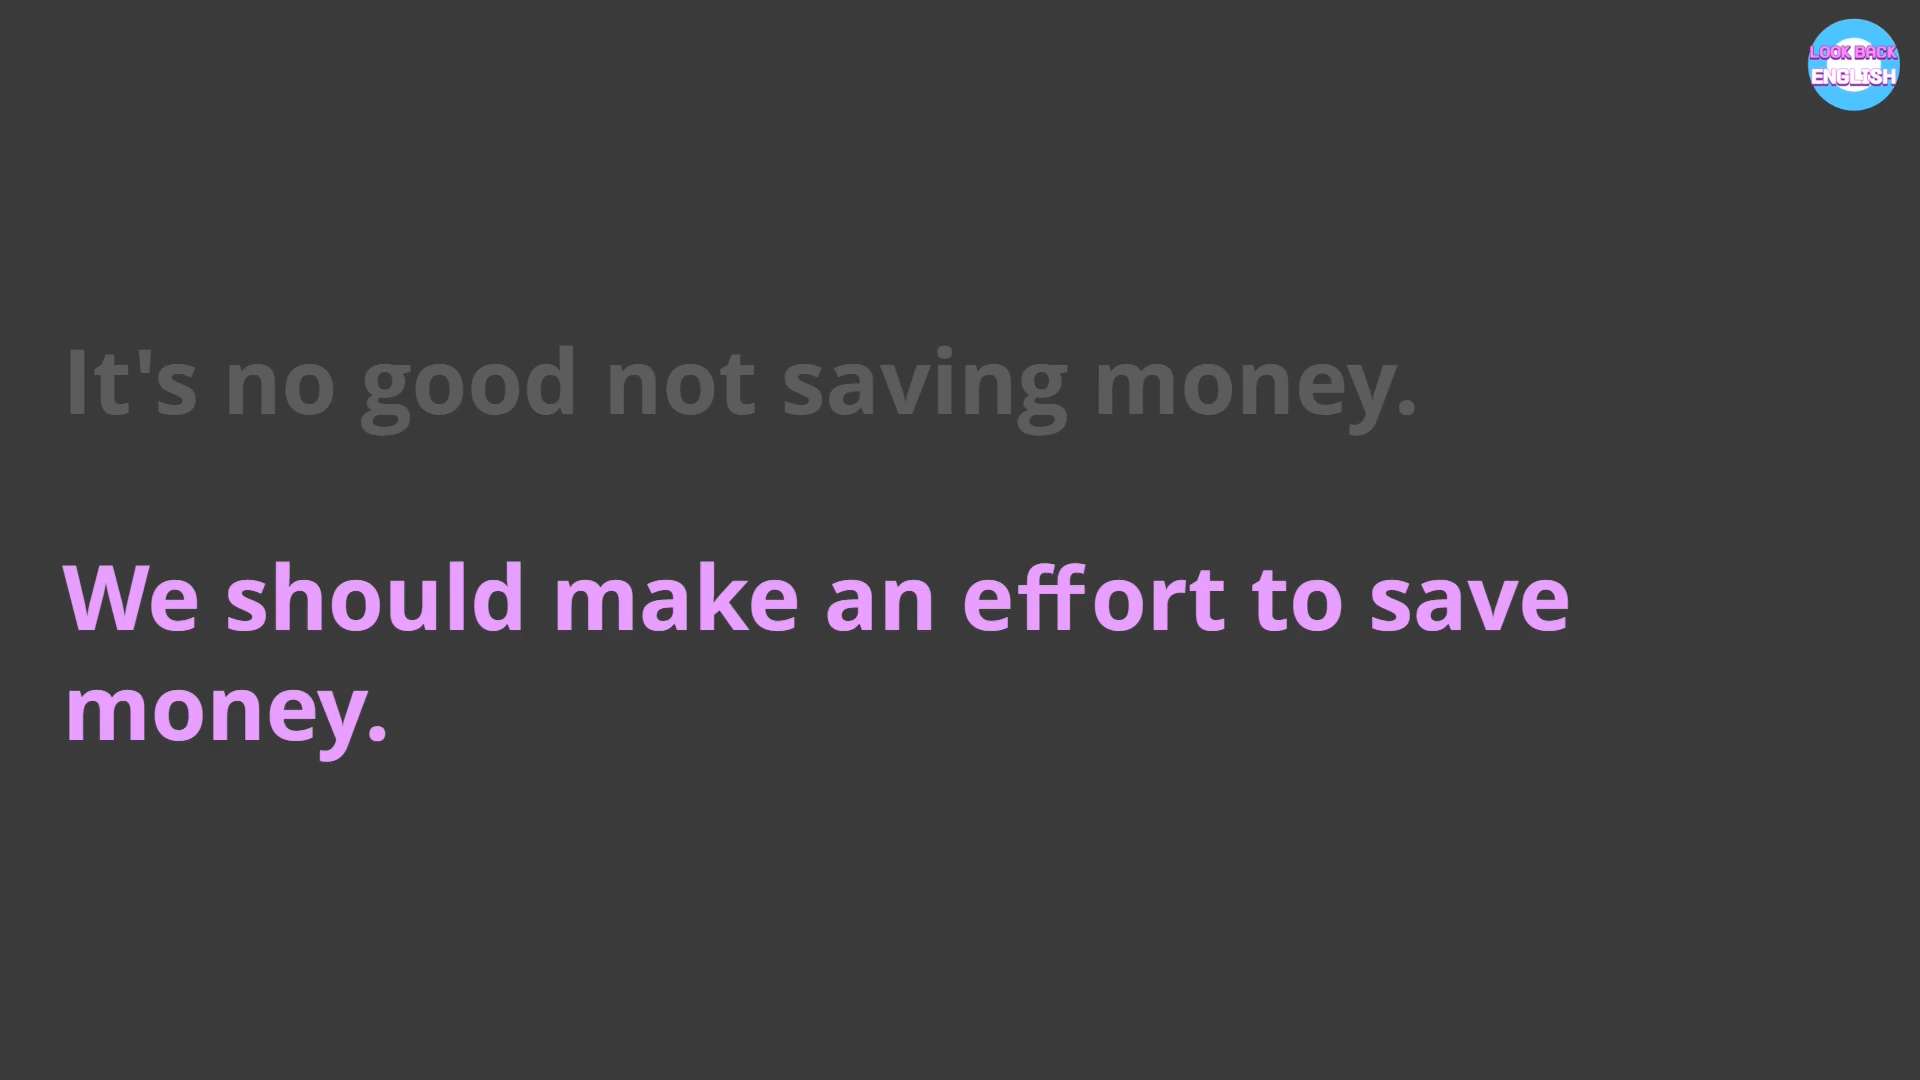 LOOK BACK
ENGLISH
It's no good not saving money.
We should make an effort to save
money.